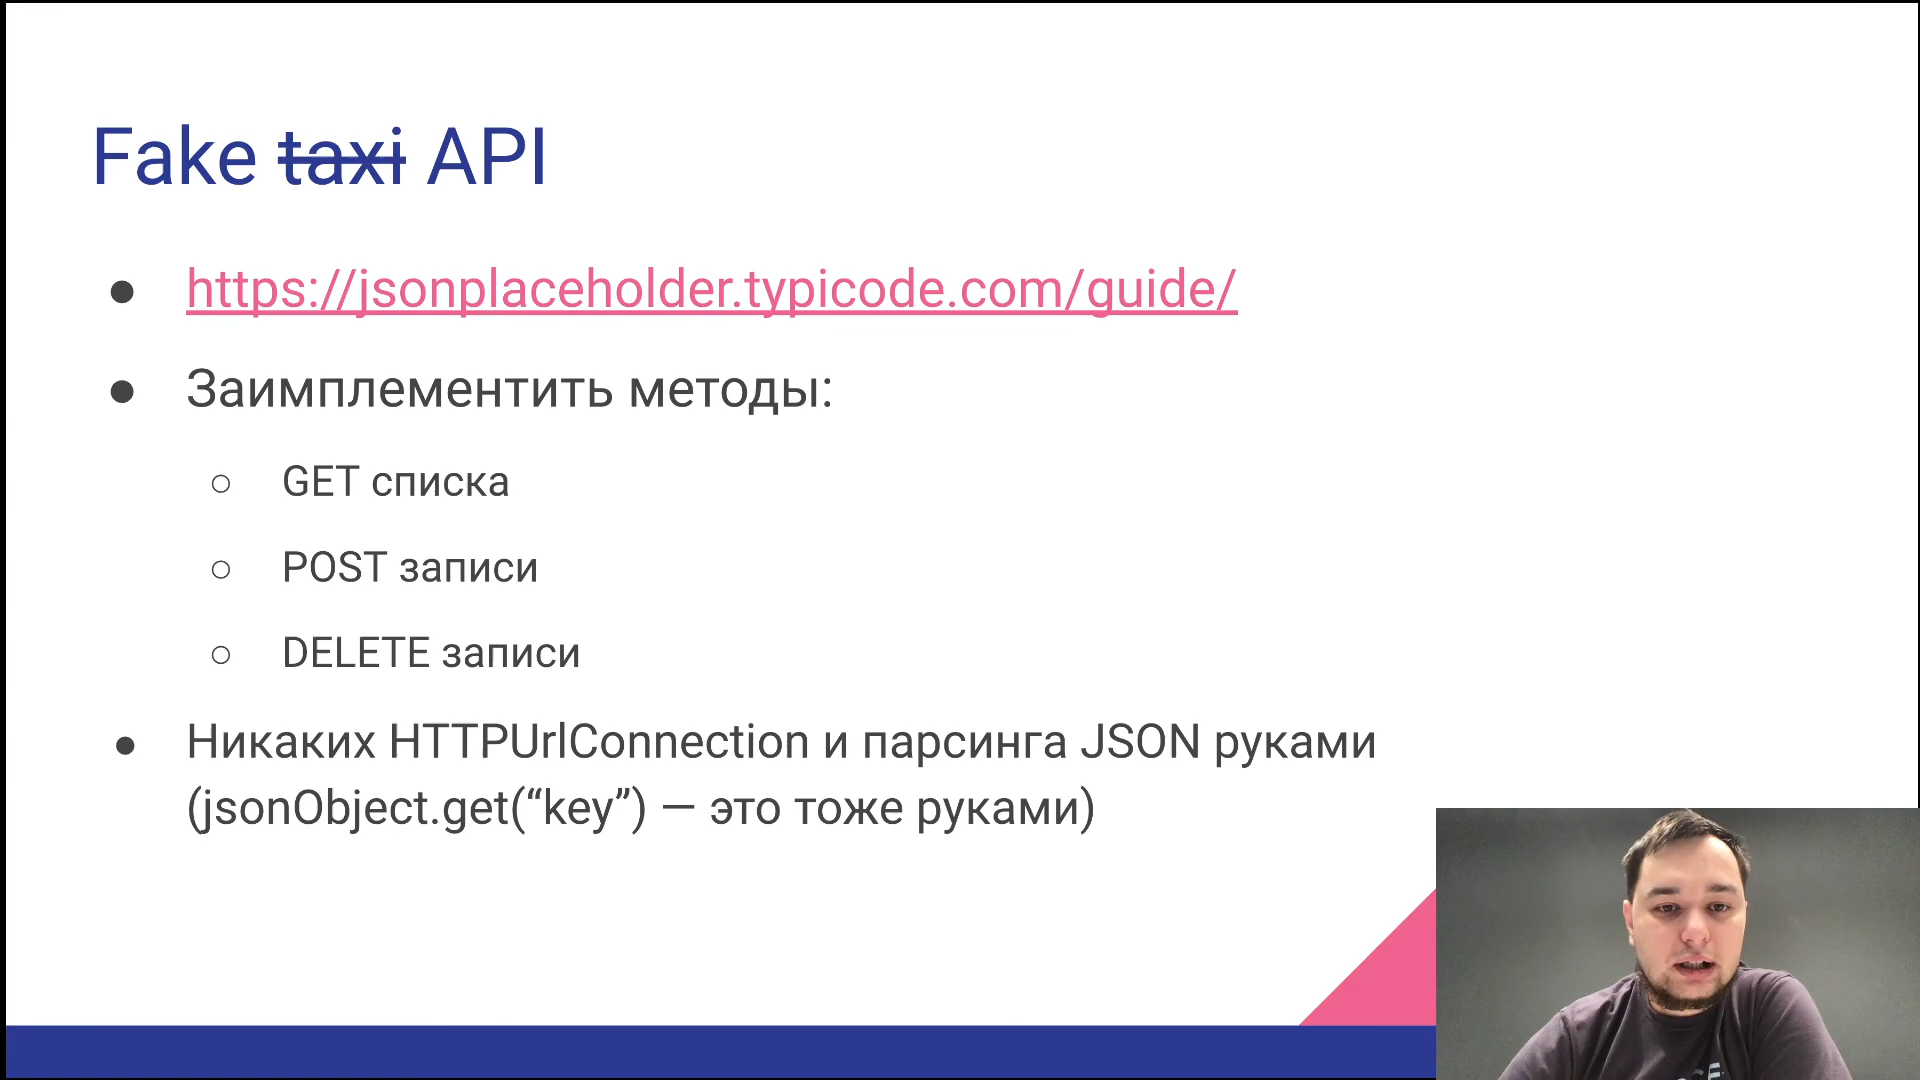 Fake taxi API
https://jsonplaceholder.typicode.com/guide/
Заимплементить методы:
GET списка
POST записи
DELETE записи
Никаких HTTPUrlConnection и парсинга JSON руками
(jsonObject.get(“key”) — это тоже руками)